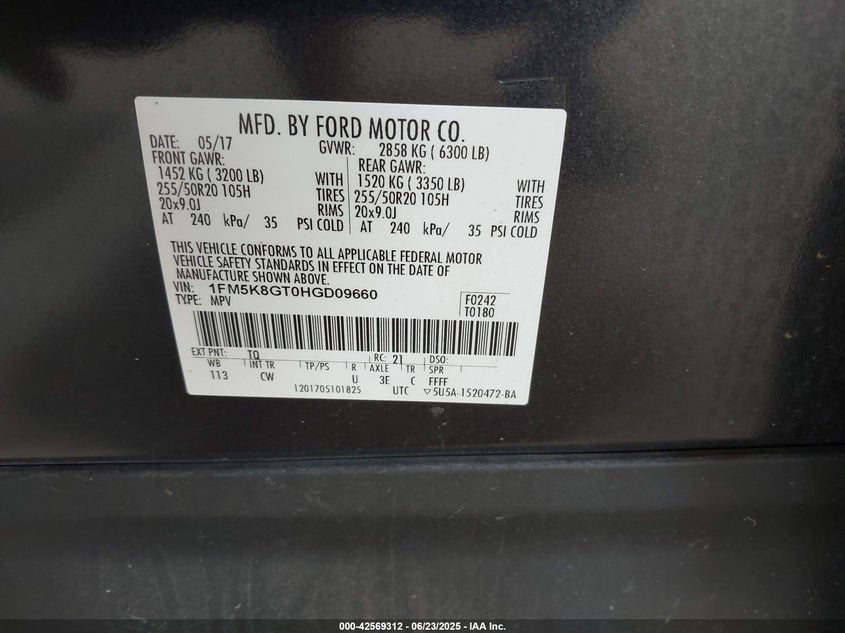 MFD. BY FORD MOTOR CO.
DATE: 05/17 GVWR: 2858 KG ( 6300 LB)
FRONT GAWR: REAR GAWR:
1452 KG ( 3200 LB) WITH 1520 KG ( 3350 LB) WITH
255/50R20 105H TIRES 255/50R20 105H TIRES
20x9.0J RIMS 20x9.0J RIMS
AT 240 kPa/ 35 PSI COLD AT 240 kPa/ 35 PSI COLD
THIS VEHICLE CONFORMS TO ALL APPLICABLE FEDERAL MOTOR
VEHICLE SAFETY STANDARDS IN EFFECT ON THE DATE OF
MANUFACTURE SHOWN ABOVE.
VIN: 1FM5K8GT0HGD09660
TYPE: MPV
F0242
T0180
EXT PNT: TQ RC: 21 DSO:
WB INT TR TP/PS R AXLE TR SPR
113 CW U 3E C FFFF
1201705101825 UTC ▽5U5A-1520472-BA
000-42569312 - 06/23/2025 - IAA Inc.